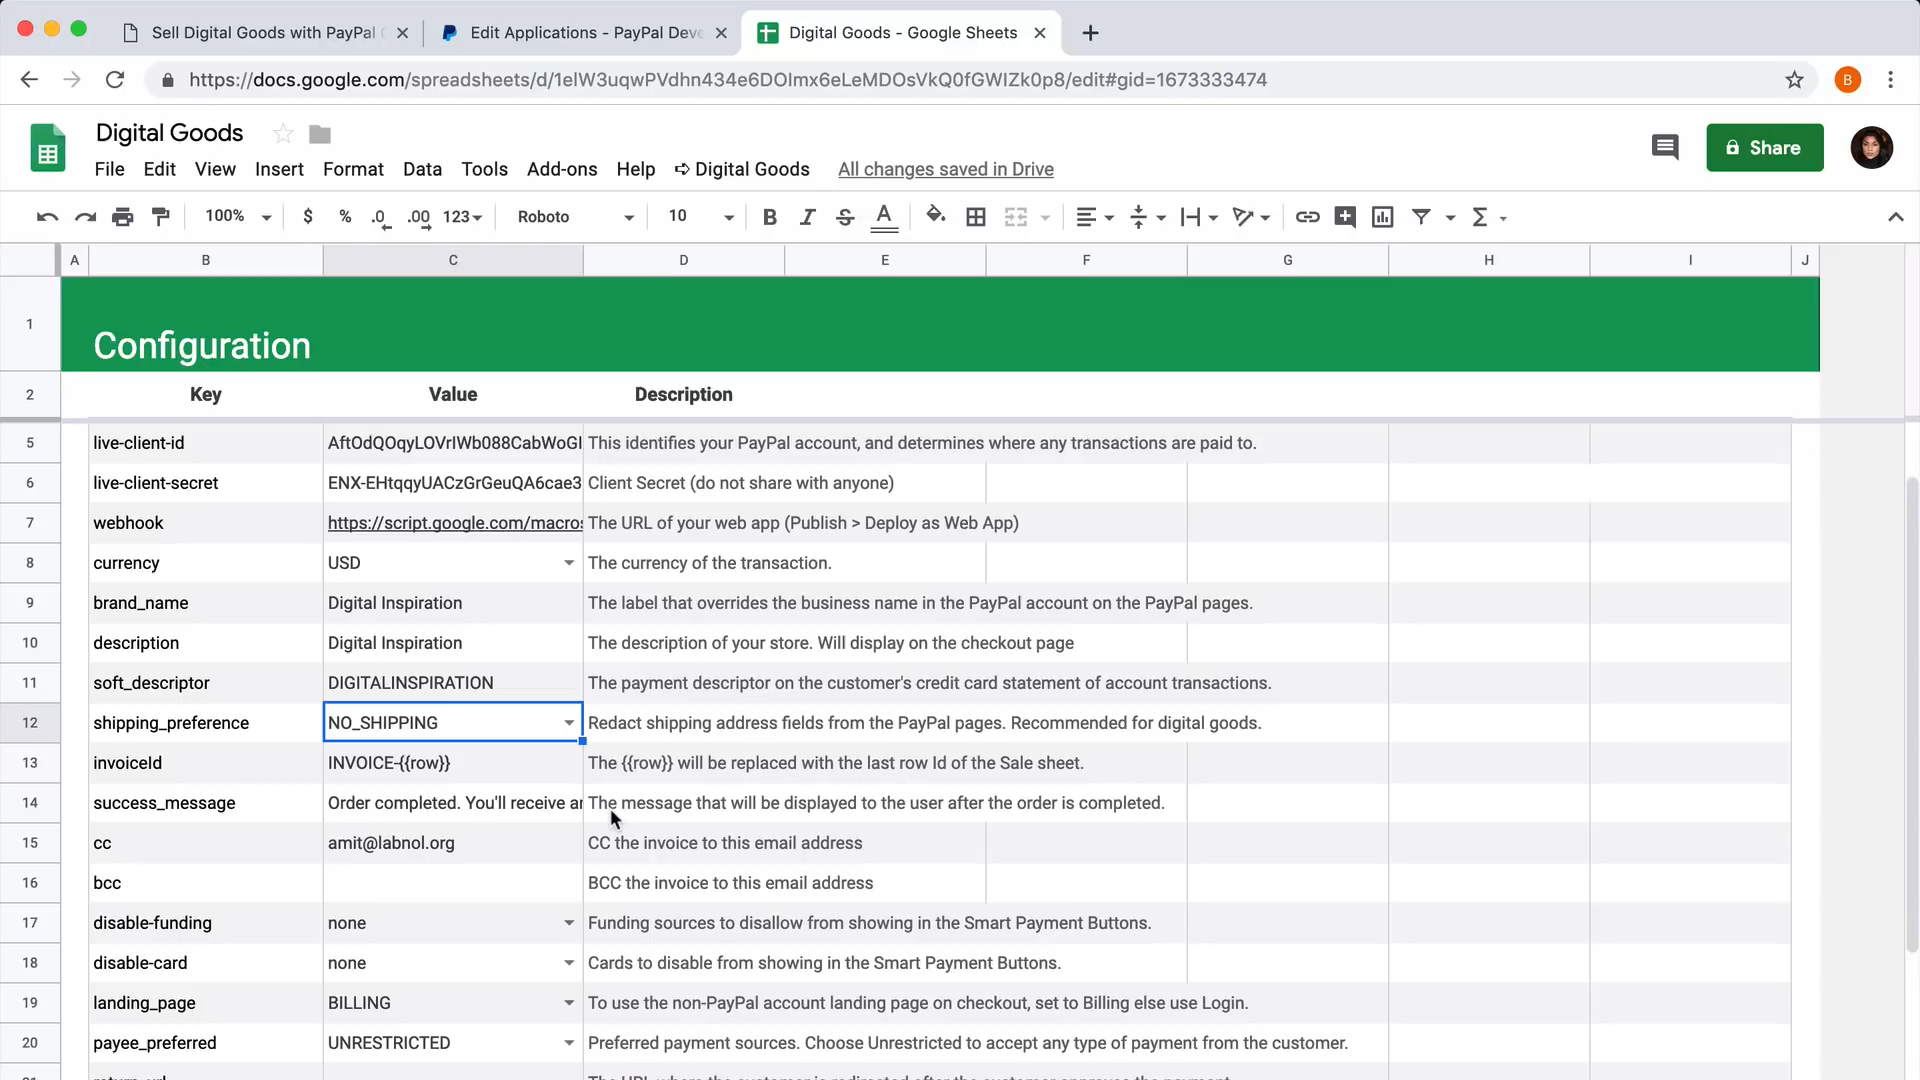 Sell Digital Goods with PayPal
Edit Applications - PayPal Deve
Digital Goods - Google Sheets
https://docs.google.com/spreadsheets/d/1elW3uqwPVdhn434e6DOlmx6eLeMDOsVkQ0fGWIZk0p8/edit#gid=1673333474
B
Digital Goods
Share
File Edit View Insert Format Data Tools Add-ons Help ➪ Digital Goods All changes saved in Drive
100% $ % .0 .00 123 Roboto 10 B I S A
A B C D E F G H I J
1 Configuration
2 Key Value Description
5 live-client-id AftOdQOqyLOVrIWb088CabWoGI This identifies your PayPal account, and determines where any transactions are paid to.
6 live-client-secret ENX-EHtqqyUACzGrGeuQA6cae3 Client Secret (do not share with anyone)
7 webhook https://script.google.com/macros The URL of your web app (Publish > Deploy as Web App)
8 currency USD The currency of the transaction.
9 brand_name Digital Inspiration The label that overrides the business name in the PayPal account on the PayPal pages.
10 description Digital Inspiration The description of your store. Will display on the checkout page
11 soft_descriptor DIGITALINSPIRATION The payment descriptor on the customer's credit card statement of account transactions.
12 shipping_preference NO_SHIPPING Redact shipping address fields from the PayPal pages. Recommended for digital goods.
13 invoiceId INVOICE-{{row}} The {{row}} will be replaced with the last row Id of the Sale sheet.
14 success_message Order completed. You'll receive an The message that will be displayed to the user after the order is completed.
15 cc amit@labnol.org CC the invoice to this email address
16 bcc BCC the invoice to this email address
17 disable-funding none Funding sources to disallow from showing in the Smart Payment Buttons.
18 disable-card none Cards to disable from showing in the Smart Payment Buttons.
19 landing_page BILLING To use the non-PayPal account landing page on checkout, set to Billing else use Login.
20 payee_preferred UNRESTRICTED Preferred payment sources. Choose Unrestricted to accept any type of payment from the customer.